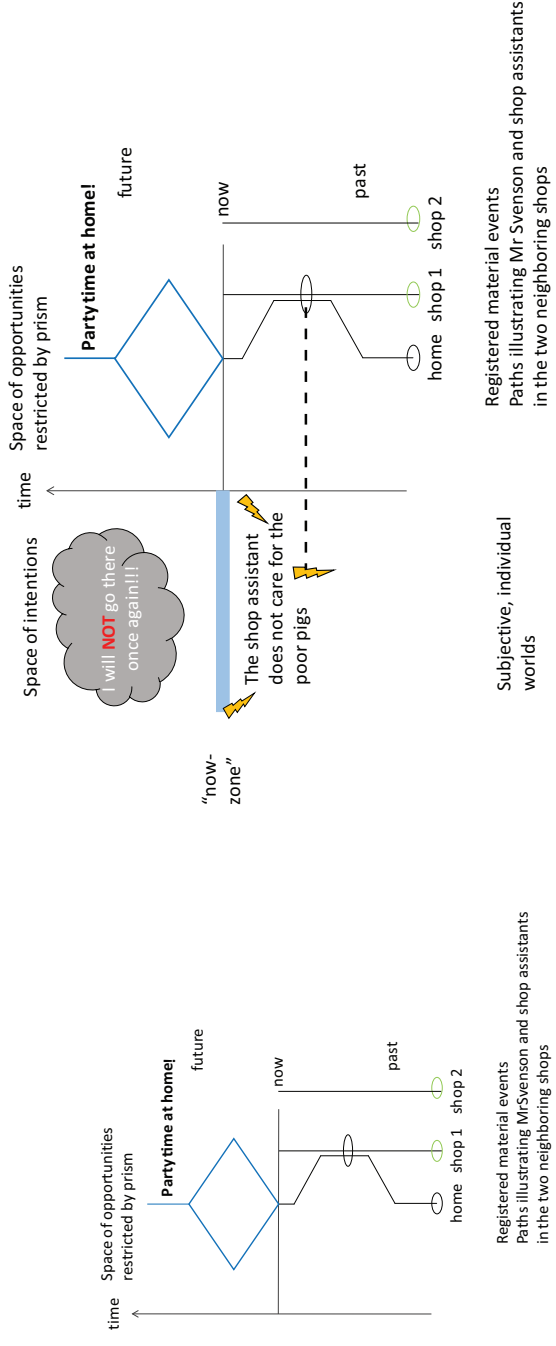 time
Space of opportunities
restricted by prism
Party time at home!
future
now
past
home
shop 1
shop 2
Registered material events
Paths illustrating MrSvenson and shop assistants
in the two neighboring shops
Space of intentions
time
Space of opportunities
restricted by prism
Party time at home!
I will NOT go there
once again!!!
future
"now-
zone"
now
The shop assistant
does not care for the
poor pigs
past
home
shop 1
shop 2
Subjective, individual
worlds
Registered material events
Paths illustrating Mr Svenson and shop assistants
in the two neighboring shops